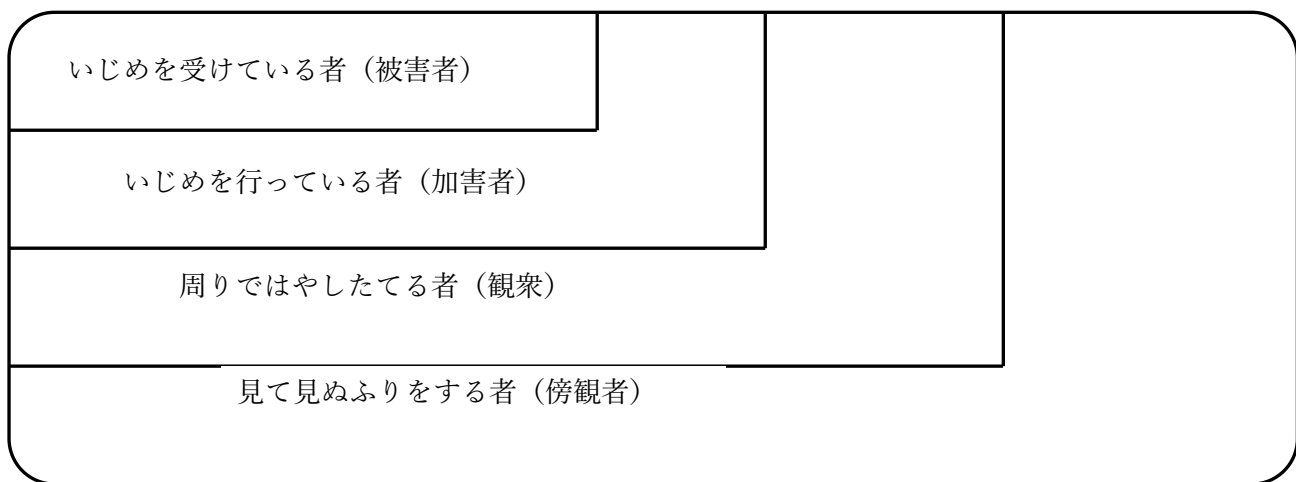 いじめを受けている者（被害者）
いじめを行っている者（加害者）
周りではやしたてる者（観衆）
見て見ぬふりをする者（傍観者）